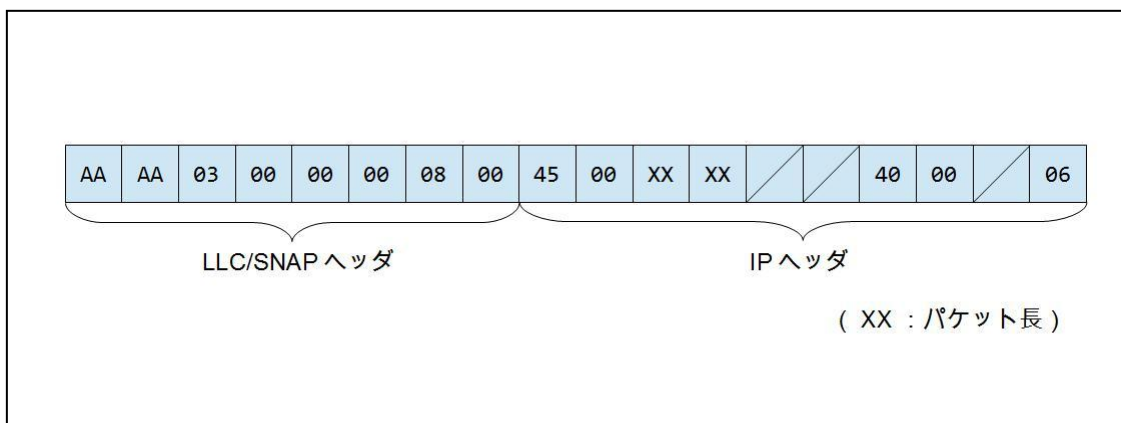 AA AA 03 00 00 00 08 00 45 00 XX XX 40 00 06
LLC/SNAP ヘッダ IP ヘッダ
( XX :パケット長)